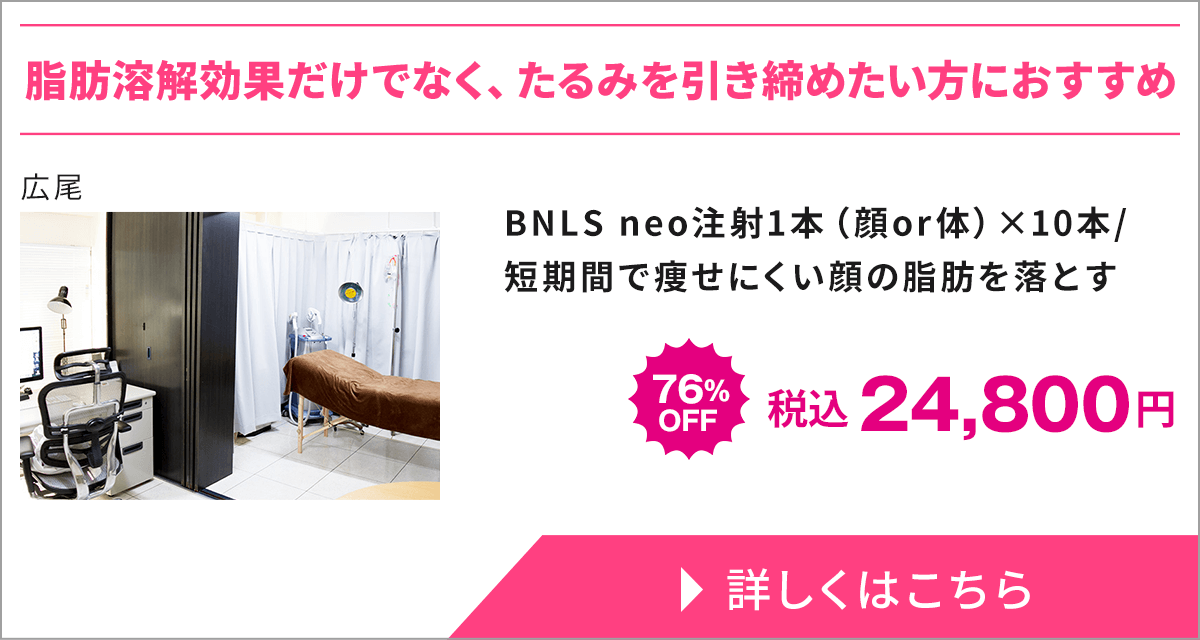 脂肪溶解効果だけでなく、たるみを引き締めたい方におすすめ
広尾
BNLS neo注射1本（顔or体）×10本/
短期間で痩せにくい顔の脂肪を落とす
76%
OFF
税込 24,800円
詳しくはこちら